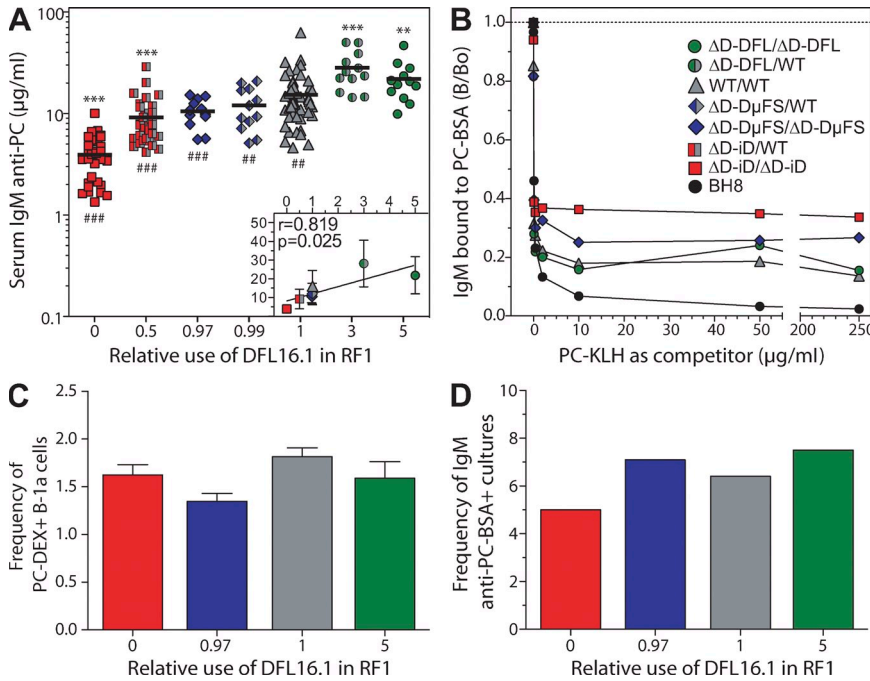 A
Serum IgM anti-PC (µg/ml)
100
10
1
0.1
***
***
***
**
###
###
###
##
##
r=0.819
p=0.025
0 1 2 3 4 5
50
40
30
20
10
0 0.5 0.97 0.99 1 3 5
Relative use of DFL16.1 in RF1
B
IgM bound to PC-BSA (B/Bo)
1.0
0.8
0.6
0.4
0.2
0.0
ΔD-DFL/ΔD-DFL
ΔD-DFL/WT
WT/WT
ΔD-DµFS/WT
ΔD-DµFS/ΔD-DµFS
ΔD-iD/WT
ΔD-iD/ΔD-iD
BH8
0 10 20 30 40 50 200 250
PC-KLH as competitor (µg/ml)
C
Frequency of
PC-DEX+ B-1a cells
2.5
2.0
1.5
1.0
0.5
0.0
0 0.97 1 5
Relative use of DFL16.1 in RF1
D
Frequency of IgM
anti-PC-BSA+ cultures
10
8
6
4
2
0
0 0.97 1 5
Relative use of DFL16.1 in RF1